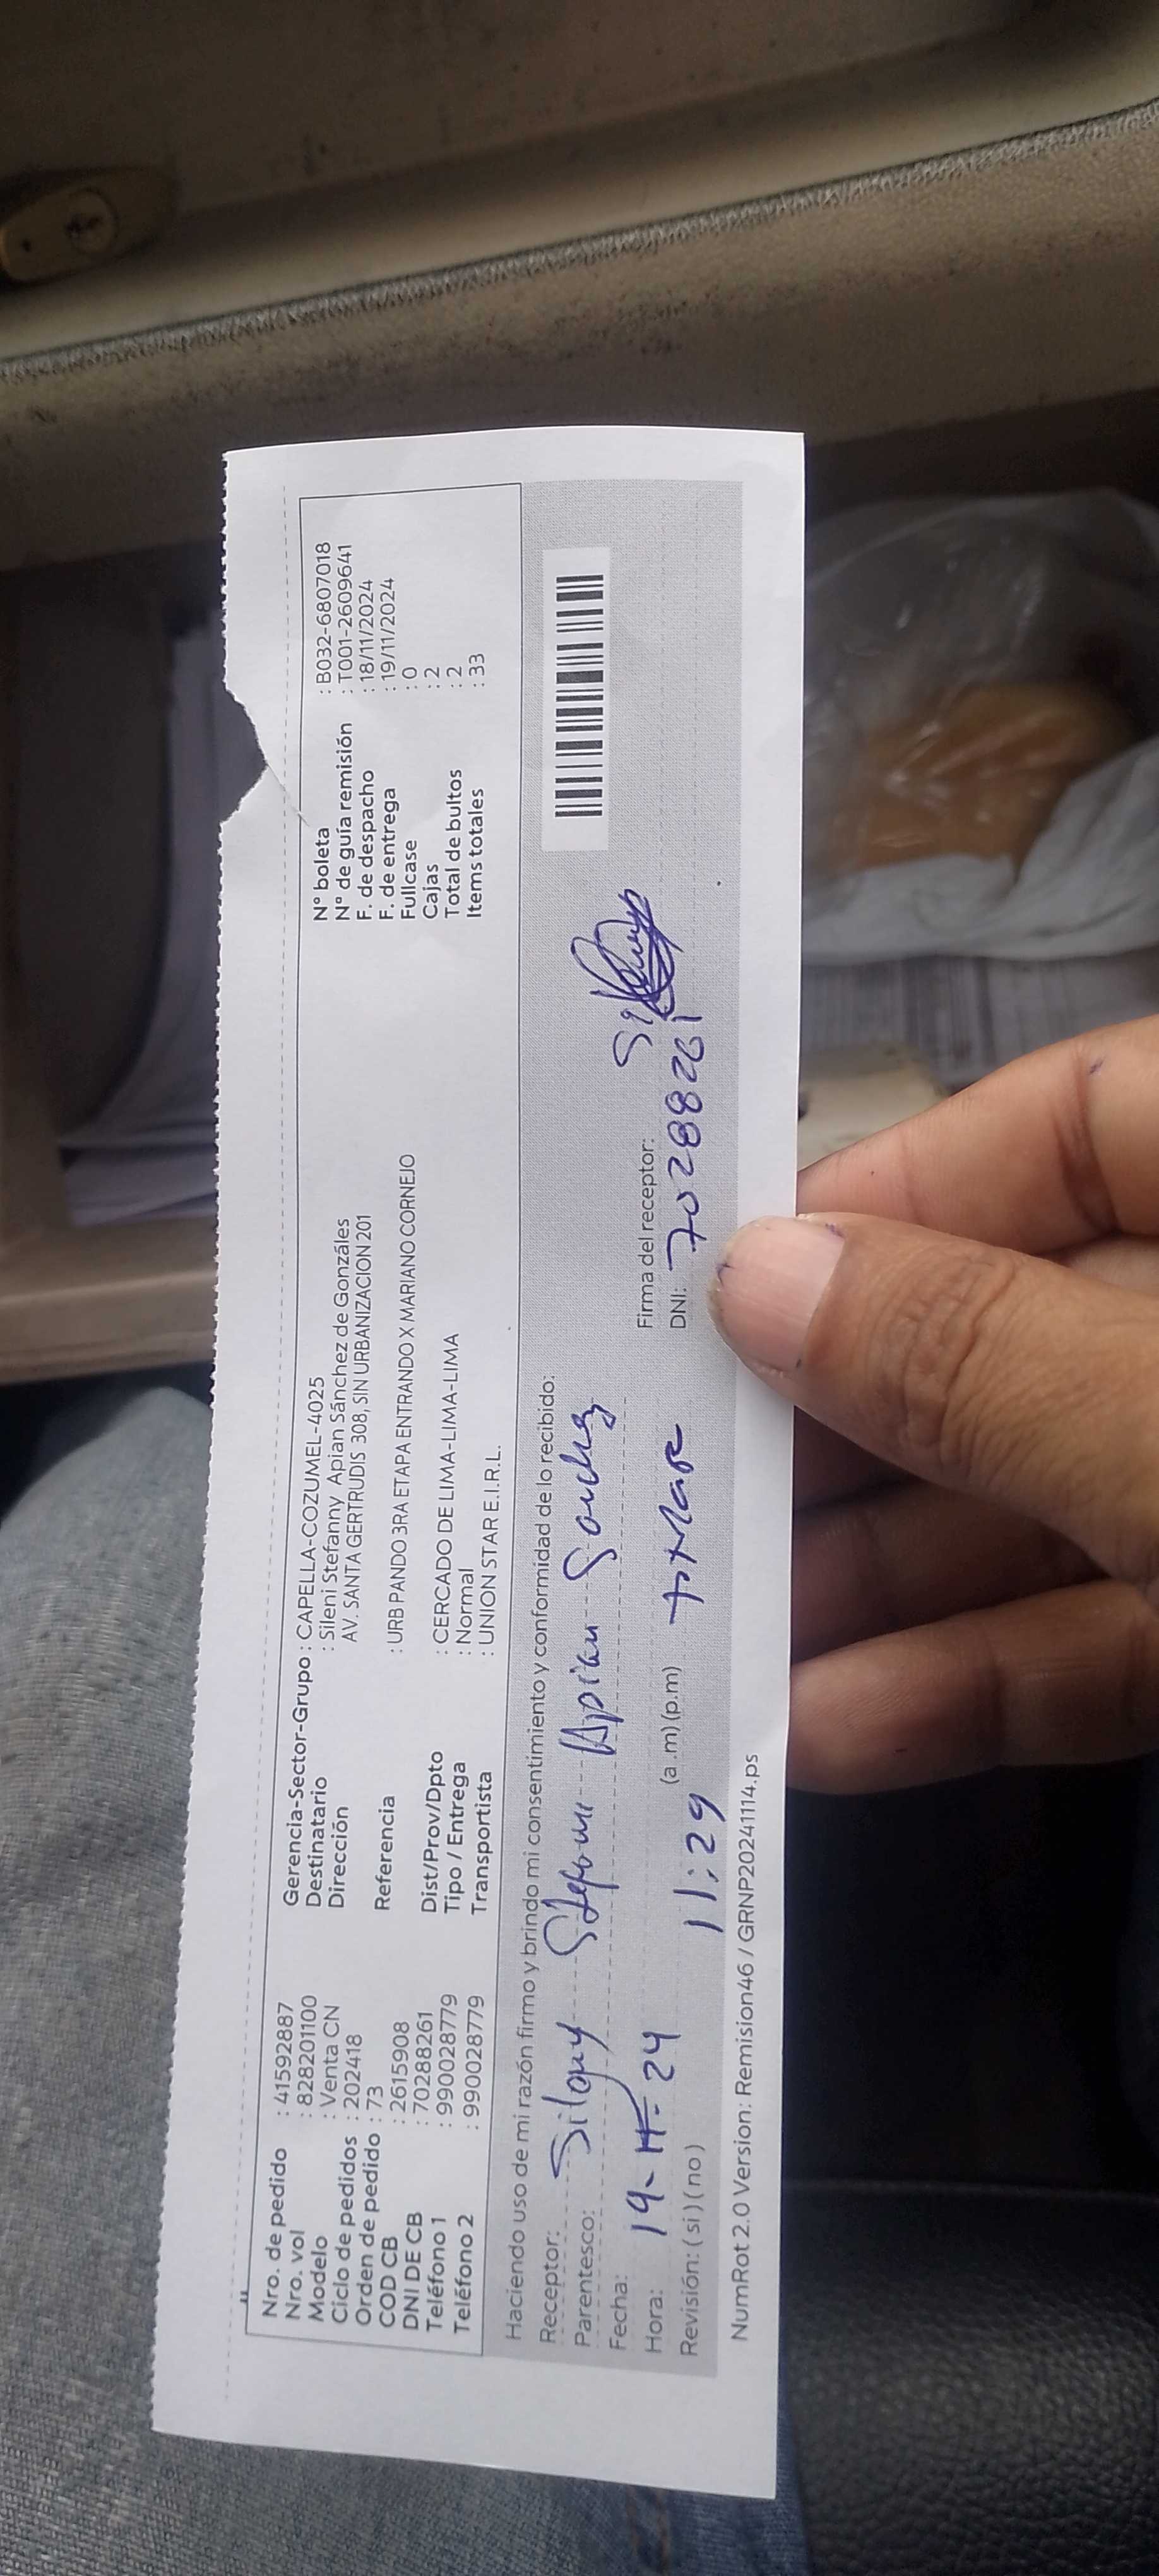 Nro. de pedido : 41592887
Nro. vol : 828201100
Modelo : Venta CN
Ciclo de pedidos : 202418
Orden de pedido : 73
COD CB : 2615908
DNI DE CB : 70288261
Teléfono 1 : 990028779
Teléfono 2 : 990028779
Gerencia-Sector-Grupo : CAPELLA-COZUMEL-4025
Destinatario : Sileni Stefanny Apian Sánchez de Gonzáles
Dirección AV. SANTA GERTRUDIS 308, SIN URBANIZACION 201
Referencia : URB PANDO 3RA ETAPA ENTRANDO X MARIANO CORNEJO
Dist/Prov/Dpto : CERCADO DE LIMA-LIMA-LIMA
Tipo / Entrega : Normal
Transportista : UNION STAR E.I.R.L.
N° boleta : B032-6807018
N° de guía remisión : T001-2609641
F. de despacho : 18/11/2024
F. de entrega : 19/11/2024
Fullcase : 0
Cajas : 2
Total de bultos : 2
Items totales : 33
Haciendo uso de mi razón firmo y brindo mi consentimiento y conformidad de lo recibido:
Receptor: Apian
Parentesco:
Fecha: 19-11-24
Firma del receptor:
Hora: 11:29 (a.m) (p.m)
DNI: 70288261
Revisión: ( si ) ( no )
NumRot 2.0 Version: Remision46 / GRNP20241114.ps